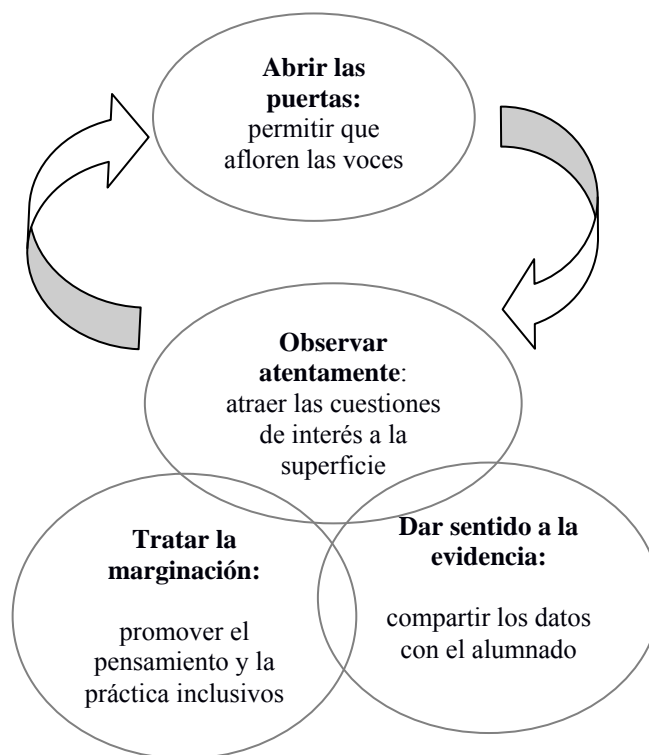 Abrir las
puertas:
permitir que
afloren las voces
Observar
atentamente:
atraer las cuestiones
de interés a la
superficie
Tratar la
marginación:
promover el
pensamiento y la
práctica inclusivos
Dar sentido a la
evidencia:
compartir los datos
con el alumnado